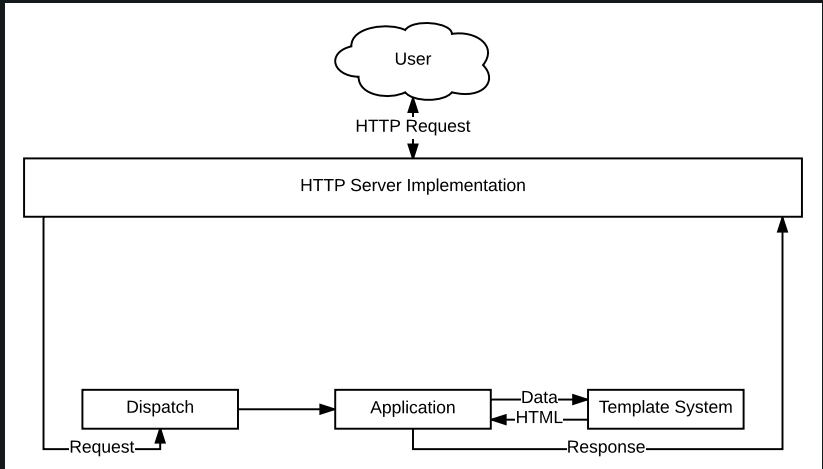 User
HTTP Request
HTTP Server Implementation
Dispatch
Application
Data
HTML
Template System
Request
Response